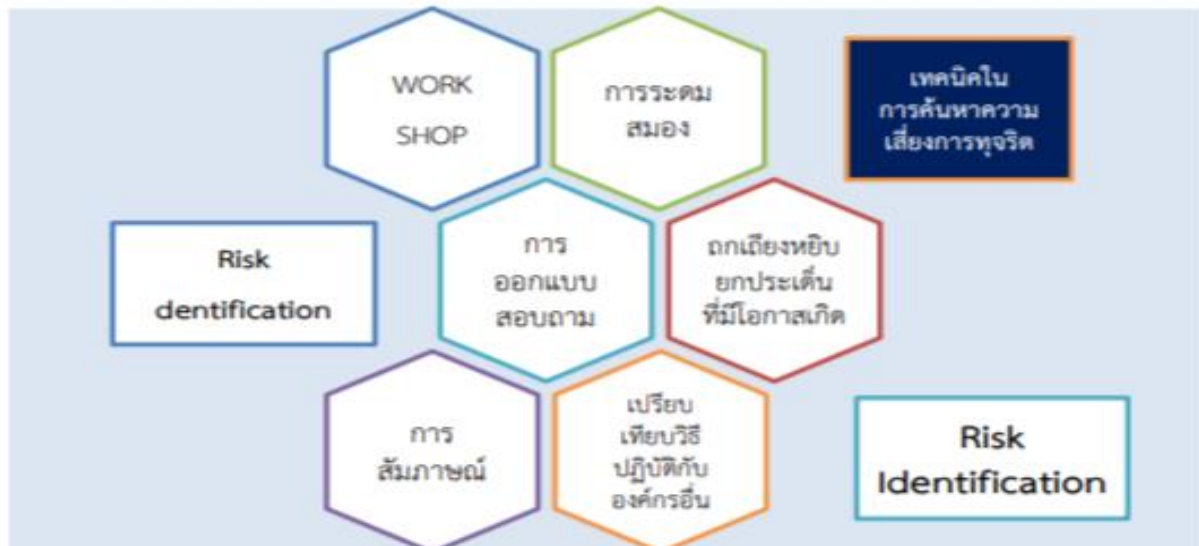 WORK
SHOP
การระดม
สมอง
เทคนิคใน
การค้นหาความ
เสี่ยงการทุจริต
Risk
dentification
การ
ออกแบบ
สอบถาม
ถกเถียงหยิบ
ยกประเด็น
ที่มีโอกาสเกิด
การ
สัมภาษณ์
เปรียบ
เทียบวิธี
ปฏิบัติกับ
องค์กรอื่น
Risk
Identification